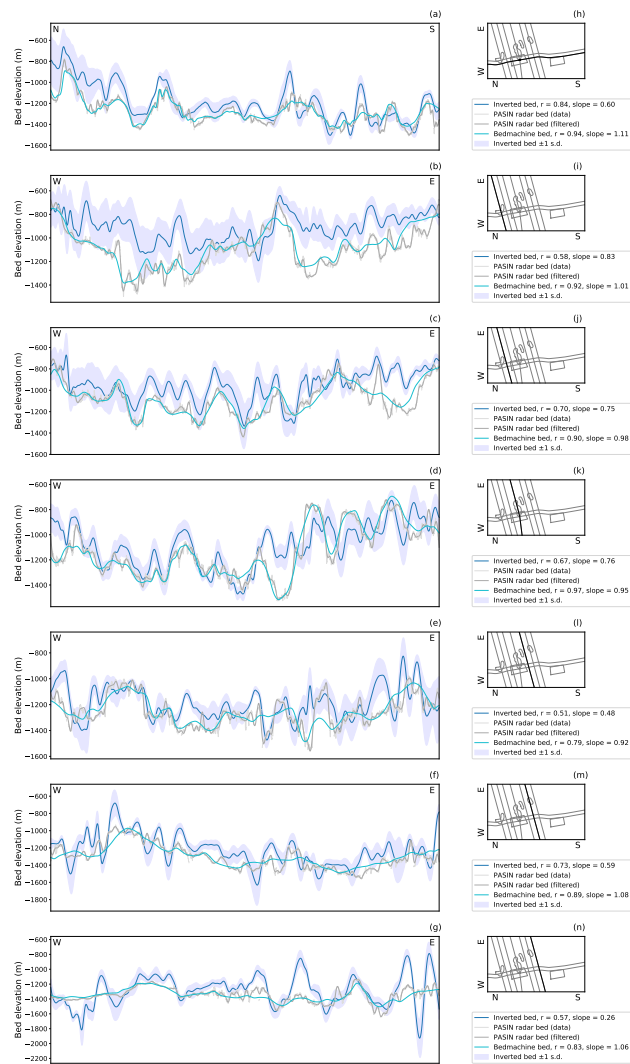 (a)
N
S
Bed elevation (m)
−600
−800
−1000
−1200
−1400
−1600
(h)
E
W
N
S
Inverted bed, r = 0.84, slope = 0.60
PASIN radar bed (data)
PASIN radar bed (filtered)
Bedmachine bed, r = 0.94, slope = 1.11
Inverted bed ±1 s.d.
(b)
W
E
Bed elevation (m)
−600
−800
−1000
−1200
−1400
(i)
E
W
N
S
Inverted bed, r = 0.58, slope = 0.83
PASIN radar bed (data)
PASIN radar bed (filtered)
Bedmachine bed, r = 0.92, slope = 1.01
Inverted bed ±1 s.d.
(c)
W
E
Bed elevation (m)
−600
−800
−1000
−1200
−1400
−1600
(j)
E
W
N
S
Inverted bed, r = 0.70, slope = 0.75
PASIN radar bed (data)
PASIN radar bed (filtered)
Bedmachine bed, r = 0.90, slope = 0.98
Inverted bed ±1 s.d.
(d)
W
E
Bed elevation (m)
−600
−800
−1000
−1200
−1400
(k)
E
W
N
S
Inverted bed, r = 0.67, slope = 0.76
PASIN radar bed (data)
PASIN radar bed (filtered)
Bedmachine bed, r = 0.97, slope = 0.95
Inverted bed ±1 s.d.
(e)
W
E
Bed elevation (m)
−800
−1000
−1200
−1400
−1600
(l)
E
W
N
S
Inverted bed, r = 0.51, slope = 0.48
PASIN radar bed (data)
PASIN radar bed (filtered)
Bedmachine bed, r = 0.79, slope = 0.92
Inverted bed ±1 s.d.
(f)
W
E
Bed elevation (m)
−600
−800
−1000
−1200
−1400
−1600
−1800
(m)
E
W
N
S
Inverted bed, r = 0.73, slope = 0.59
PASIN radar bed (data)
PASIN radar bed (filtered)
Bedmachine bed, r = 0.89, slope = 1.08
Inverted bed ±1 s.d.
(g)
W
E
Bed elevation (m)
−600
−800
−1000
−1200
−1400
−1600
−1800
−2000
−2200
(n)
E
W
N
S
Inverted bed, r = 0.57, slope = 0.26
PASIN radar bed (data)
PASIN radar bed (filtered)
Bedmachine bed, r = 0.83, slope = 1.06
Inverted bed ±1 s.d.